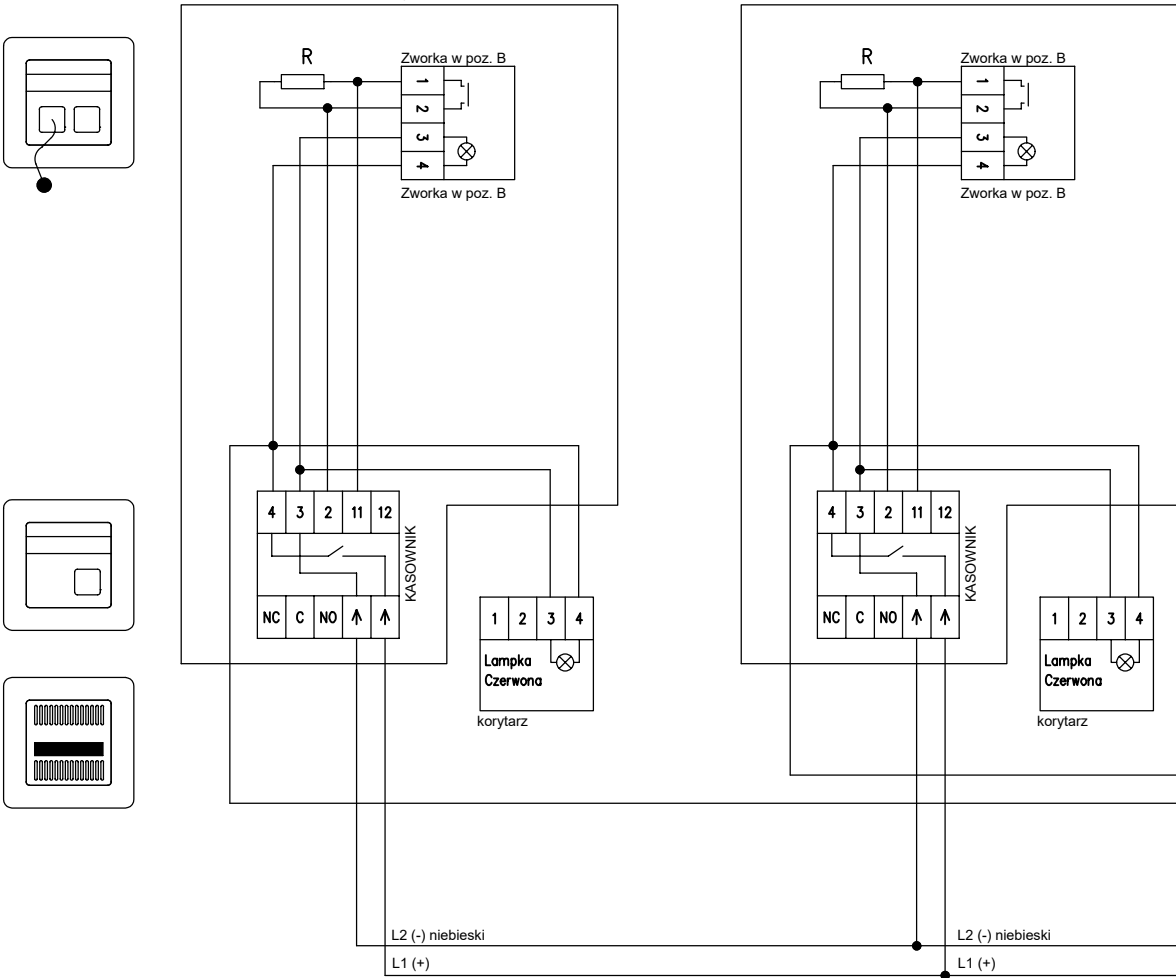 R
Zworka w poz. B
1
2
3
4
Zworka w poz. B
4 3 2 11 12
KASOWNIK
NC C NO
1 2 3 4
Lampka
Czerwona
korytarz
R
Zworka w poz. B
1
2
3
4
Zworka w poz. B
4 3 2 11 12
KASOWNIK
NC C NO
1 2 3 4
Lampka
Czerwona
korytarz
L2 (-) niebieski
L2 (-) niebieski
L1 (+)
L1 (+)